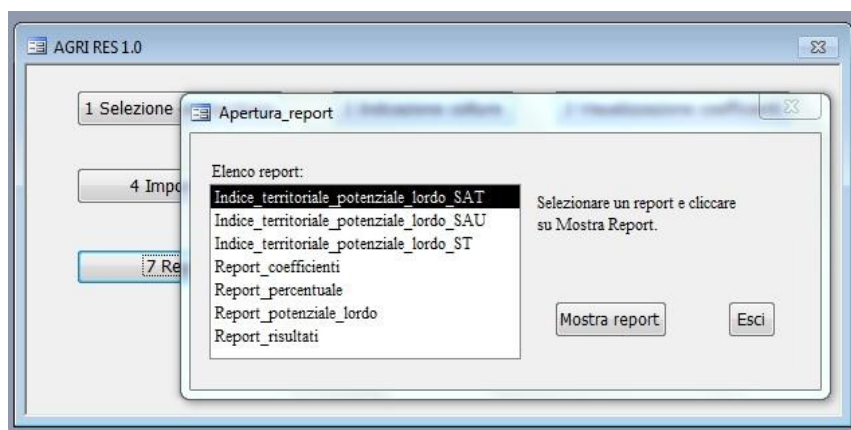 AGRI RES 1.0
1 Selezione
4 Impo
7 Re
Apertura_report
Elenco report:
Indice_territoriale_potenziale_lordo_SAT
Indice_territoriale_potenziale_lordo_SAU
Indice_territoriale_potenziale_lordo_ST
Report_coefficienti
Report_percentuale
Report_potenziale_lordo
Report_risultati
Selezionare un report e cliccare
su Mostra Report.
Mostra report
Esci